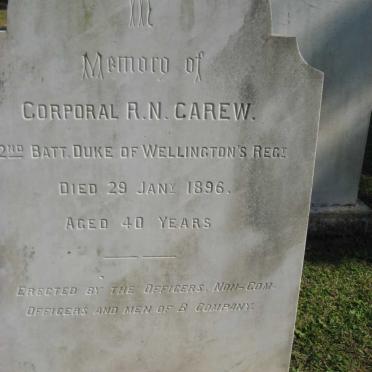 In
Memory of
CORPORAL R.N. CAREW.
2ND BATT. DUKE OF WELLINGTON'S REGT
DIED 29 JANY 1896.
AGED 40 YEARS
ERECTED BY THE OFFICERS, NON-COM-
OFFICERS AND MEN OF B COMPANY.